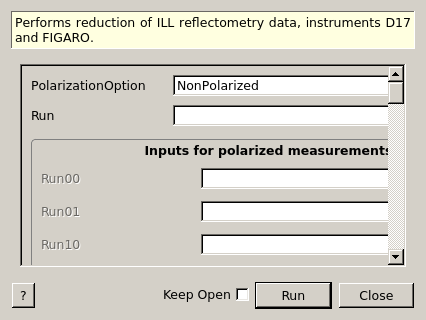 Performs reduction of ILL reflectometry data, instruments D17
and FIGARO.
PolarizationOption NonPolarized
Run
Inputs for polarized measurements
Run00
Run01
Run10
? Keep Open Run Close